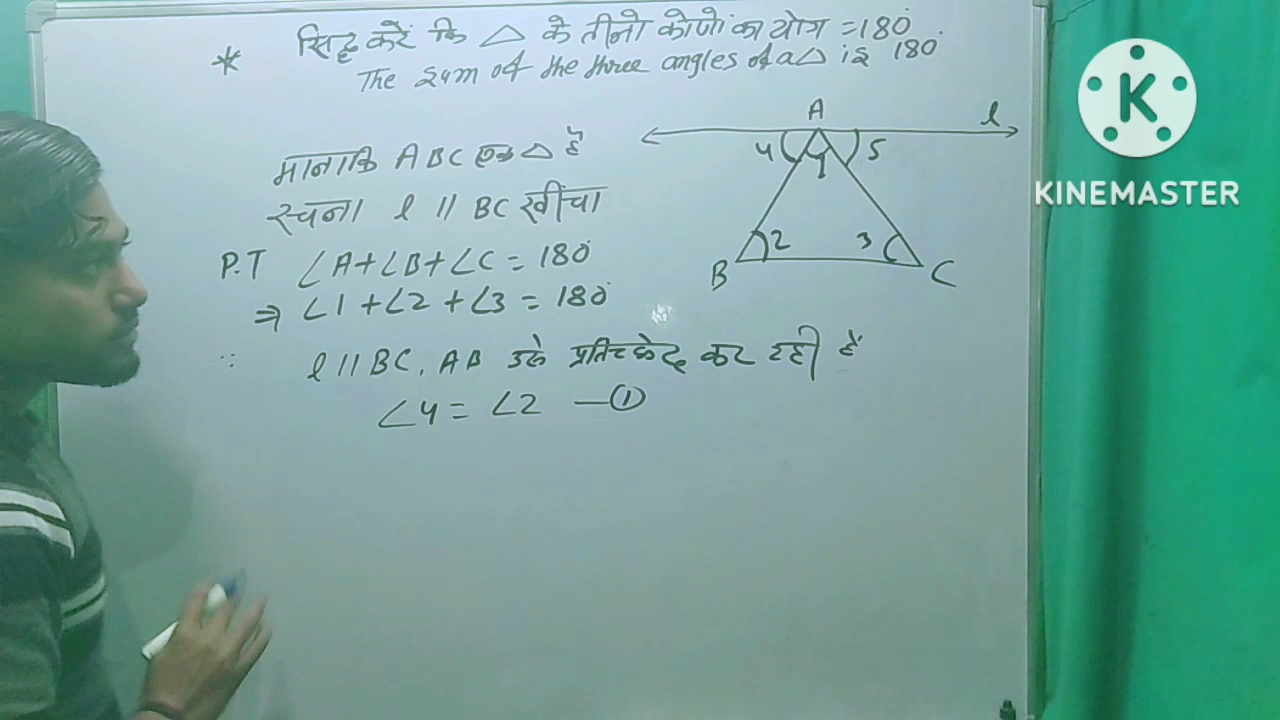 * सिद्ध करें कि △ के तीनो कोणो का योग = 180°
The sum of the three angles of a △ is 180°
माना कि ABC एक △ है
रचना l // BC खींचा
P.T ∠A+∠B+∠C = 180°
⇒ ∠1 + ∠2 + ∠3 = 180°
∵ l // BC, AB उसे प्रतिच्छेद कर रही है
∠4 = ∠2 —①
A
l
4
1
5
2
3
B
C
K
KINEMASTER